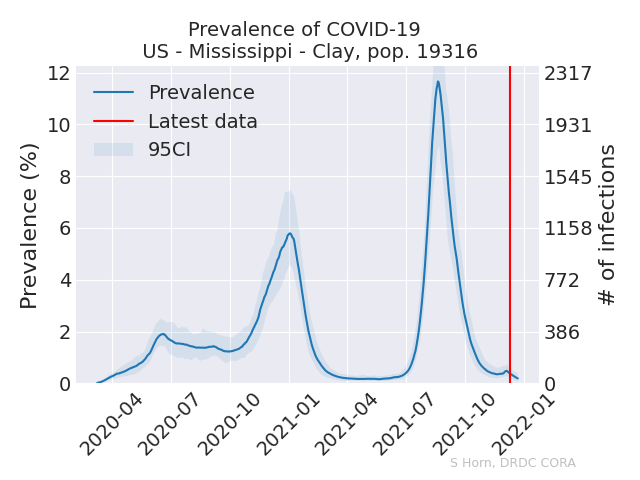 Prevalence of COVID-19
US - Mississippi - Clay, pop. 19316
Prevalence
Latest data
95CI
Prevalence (%)
12
10
8
6
4
2
0
2317
1931
1545
1158
772
386
0
# of infections
2020-04
2020-07
2020-10
2021-01
2021-04
2021-07
2021-10
2022-01
S Horn, DRDC CORA